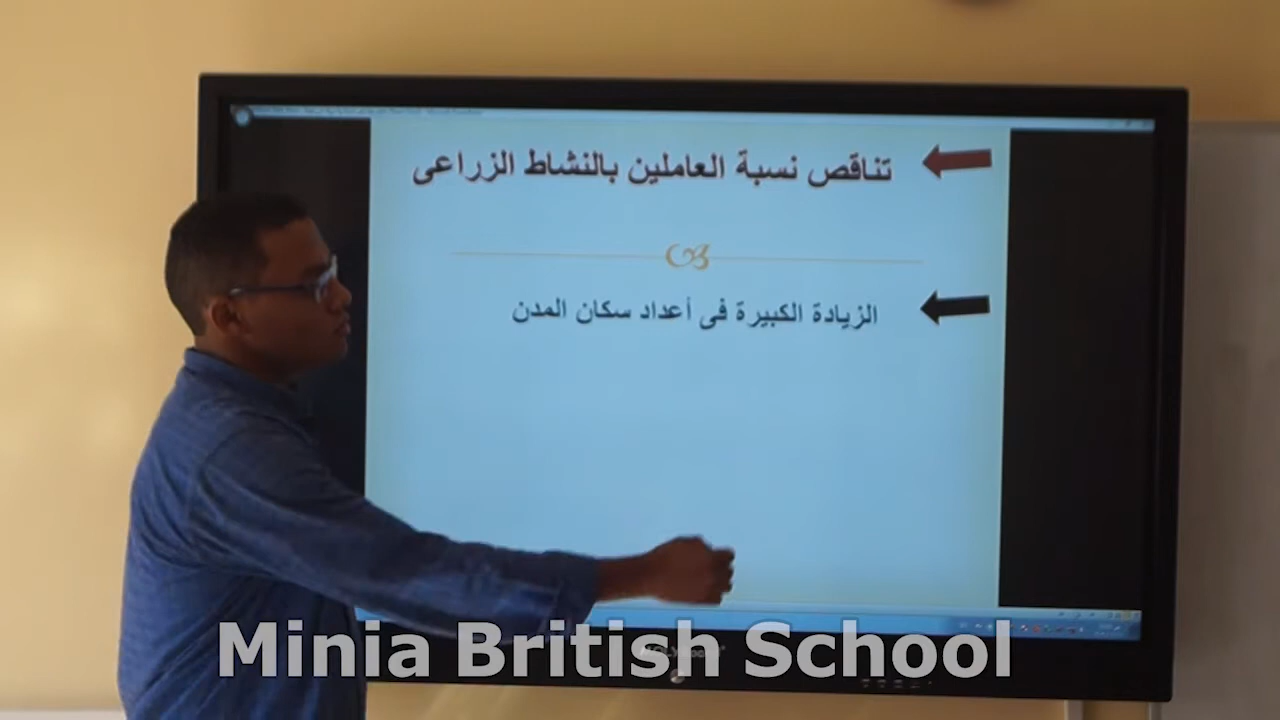 تناقص نسبة العاملين بالنشاط الزراعى
الزيادة الكبيرة فى أعداد سكان المدن
Minia British School